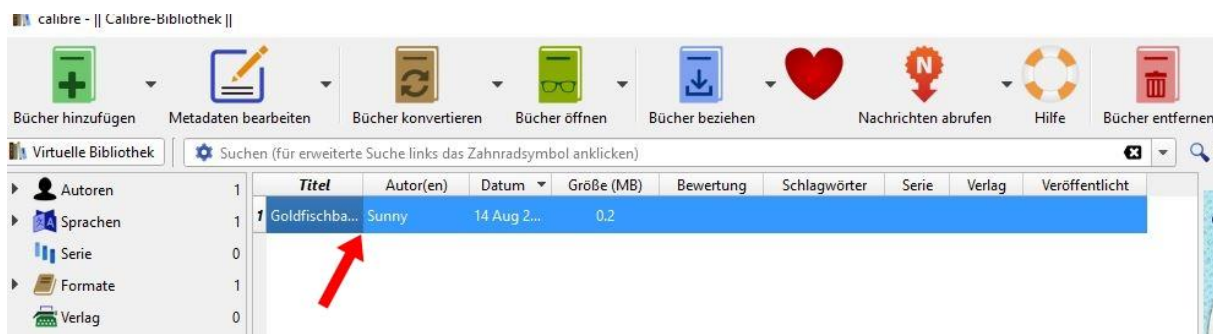 calibre - || Calibre-Bibliothek ||
N
Bücher hinzufügen Metadaten bearbeiten Bücher konvertieren Bücher öffnen Bücher beziehen Nachrichten abrufen Hilfe Bücher entfernen
Virtuelle Bibliothek Suchen (für erweiterte Suche links das Zahnradsymbol anklicken)
Titel Autor(en) Datum Größe (MB) Bewertung Schlagwörter Serie Verlag Veröffentlicht
1 Goldfischba... Sunny 14 Aug 2... 0.2
Autoren 1
Sprachen 1
Serie 0
Formate 1
Verlag 0